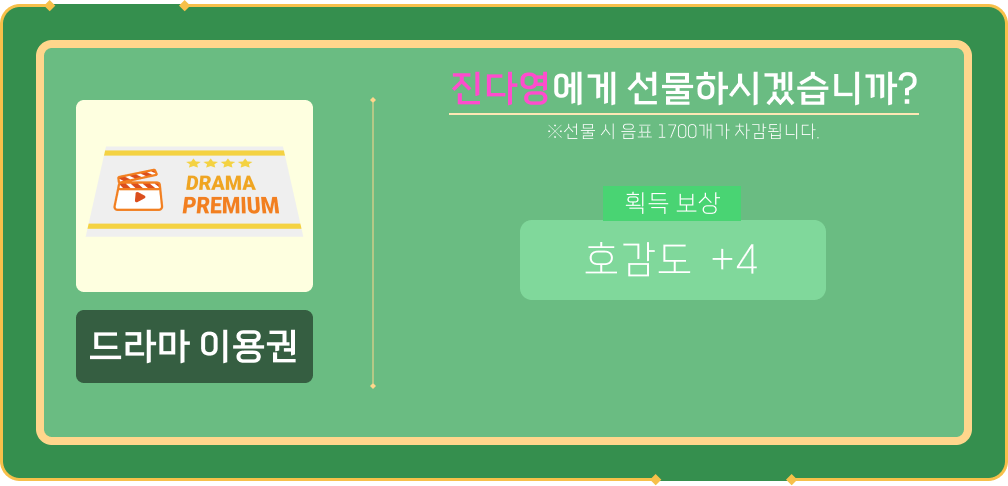 진다영에게 선물하시겠습니까?
※선물 시 음표 1700개가 차감됩니다.
DRAMA
PREMIUM
드라마 이용권
획득 보상
호감도 +4